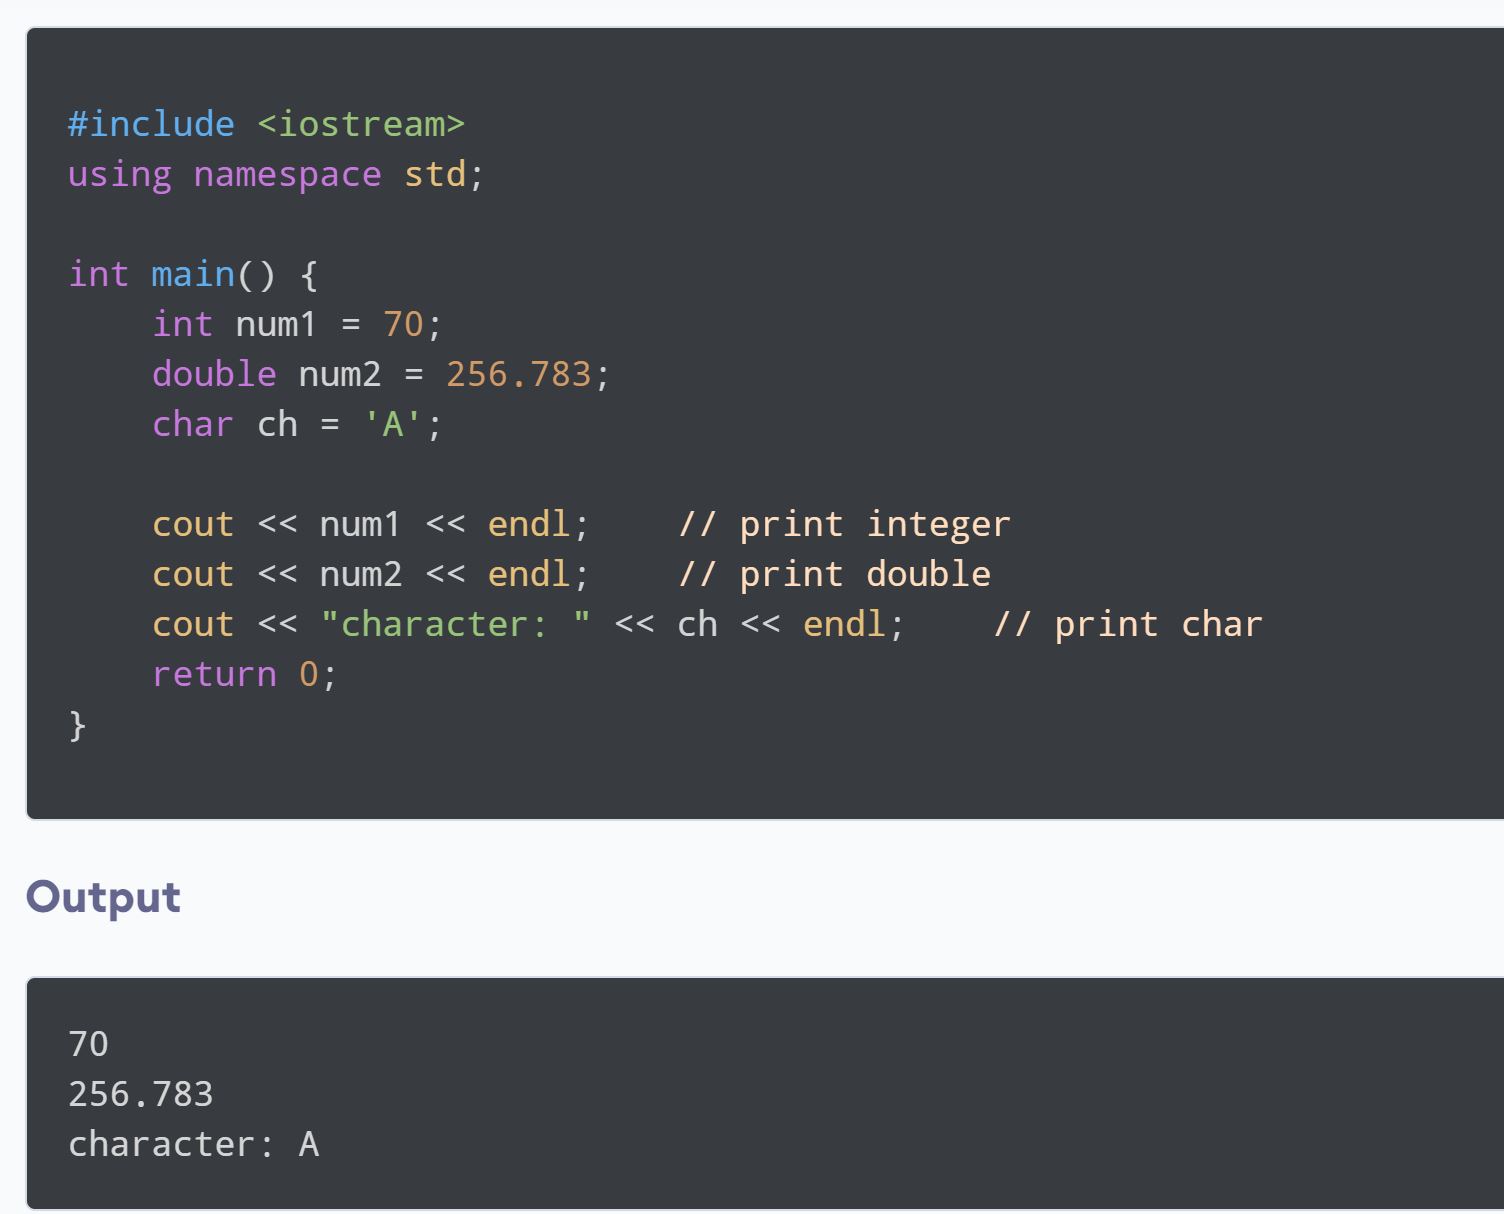 #include <iostream>
using namespace std;
int main() {
    int num1 = 70;
    double num2 = 256.783;
    char ch = 'A';
    cout << num1 << endl;    // print integer
    cout << num2 << endl;    // print double
    cout << "character: " << ch << endl;    // print char
    return 0;
}
Output
70
256.783
character: A